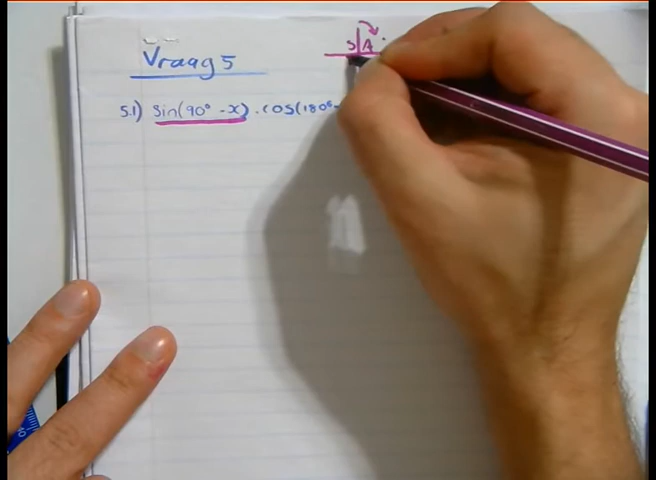 S A
Vraag 5
5.1) Sin(90° - x) . cos(180°